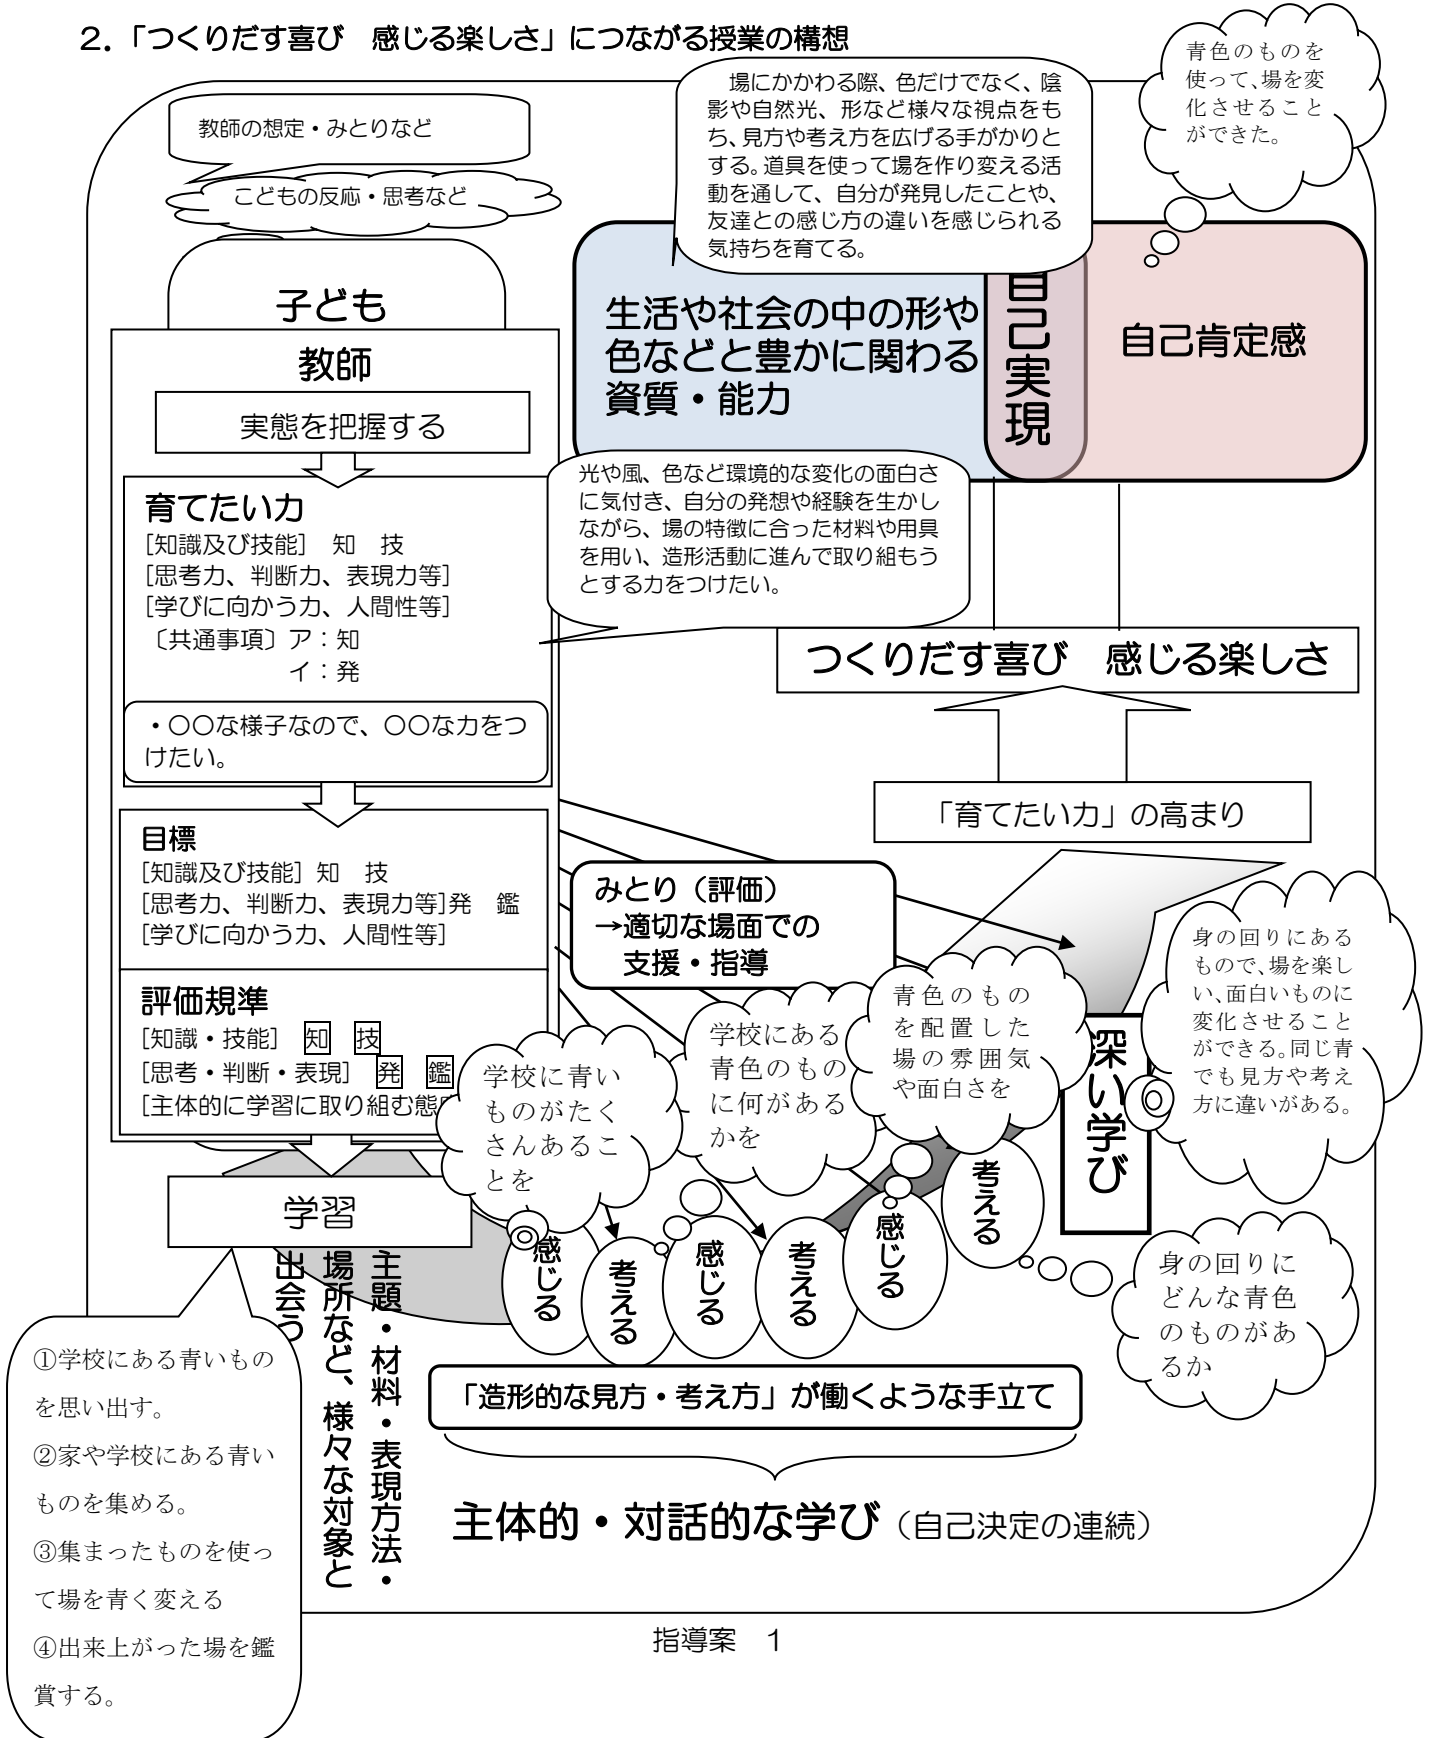 ２．「つくりだす喜び　感じる楽しさ」につながる授業の構想
青色のものを
使って、場を変
化させること
ができた。
場にかかわる際、色だけでなく、陰
影や自然光、形など様々な視点をも
ち、見方や考え方を広げる手がかりと
する。道具を使って場を作り変える活
動を通して、自分が発見したことや、
友達との感じ方の違いを感じられる
気持ちを育てる。
教師の想定・みとりなど
こどもの反応・思考など
子ども
教師
実態を把握する
生活や社会の中の形や
色などと豊かに関わる
資質・能力
自己実現
自己肯定感
育てたい力
[知識及び技能]　知　技
[思考力、判断力、表現力等]
[学びに向かう力、人間性等]
〔共通事項〕ア：知
イ：発
光や風、色など環境的な変化の面白さ
に気付き、自分の発想や経験を生かし
ながら、場の特徴に合った材料や用具
を用い、造形活動に進んで取り組もう
とする力をつけたい。
・〇〇な様子なので、〇〇な力をつ
けたい。
つくりだす喜び　感じる楽しさ
「育てたい力」の高まり
目標
[知識及び技能] 知　技
[思考力、判断力、表現力等]発　鑑
[学びに向かう力、人間性等]
みとり（評価）
→適切な場面での
支援・指導
評価規準
[知識・技能]　知　技
[思考・判断・表現]　発　鑑
[主体的に学習に取り組む態
学校に青い
ものがたく
さんあるこ
とを
学校にある
青色のもの
に何がある
かを
青色のもの
を配置した
場の雰囲気
や面白さを
深い学び
身の回りにある
もので、場を楽し
い、面白いものに
変化させること
ができる。同じ青
でも見方や考え
方に違いがある。
学習
主題・材料・表現方法・
場所など、様々な対象と
出会う
感じる
考える
感じる
考える
感じる
考える
身の回りに
どんな青色
のものがあ
るか
①学校にある青いもの
を思い出す。
②家や学校にある青い
ものを集める。
③集まったものを使っ
て場を青く変える
④出来上がった場を鑑
賞する。
「造形的な見方・考え方」が働くような手立て
主体的・対話的な学び（自己決定の連続）
指導案　1